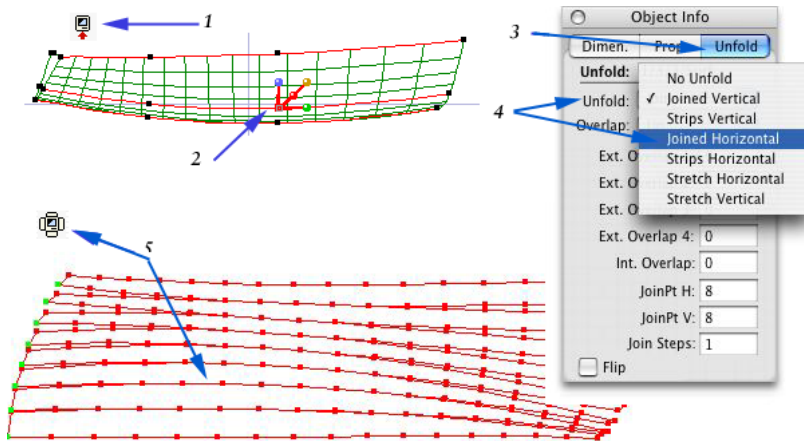 1
2
3
4
5
Object Info
Dimen.
Unfold
Unfold:
Unfold:
No Unfold
✓ Joined Vertical
Strips Vertical
Joined Horizontal
Strips Horizontal
Stretch Horizontal
Stretch Vertical
Overlap:
Ext.
Ext.
Ext.
Ext. Overlap 4: 0
Int. Overlap: 0
JoinPt H: 8
JoinPt V: 8
Join Steps: 1
Flip